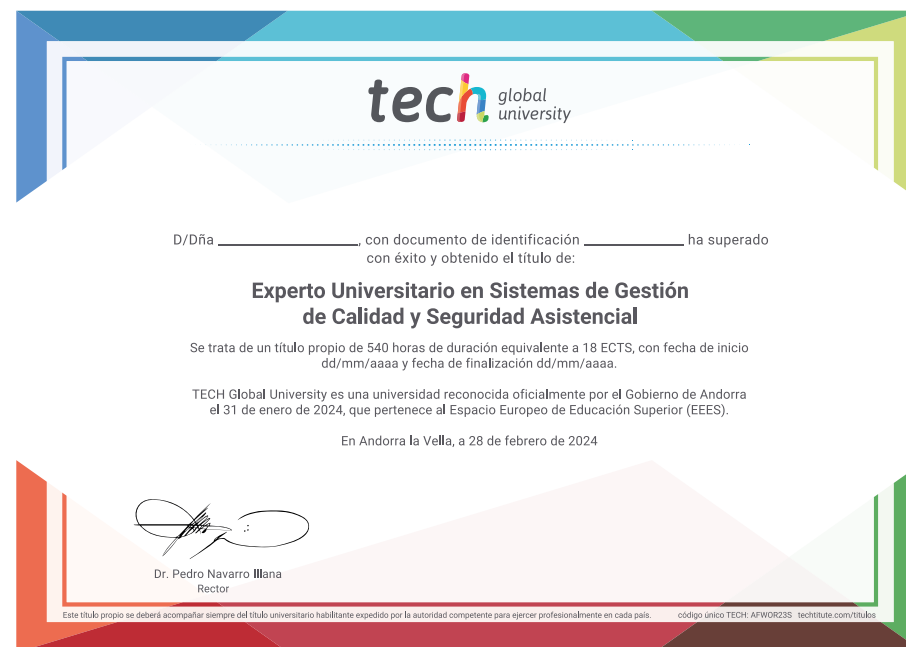 tech global university
D/Dña ____________________, con documento de identificación ______________ ha superado
con éxito y obtenido el título de:
Experto Universitario en Sistemas de Gestión
de Calidad y Seguridad Asistencial
Se trata de un título propio de 540 horas de duración equivalente a 18 ECTS, con fecha de inicio
dd/mm/aaaa y fecha de finalización dd/mm/aaaa.
TECH Global University es una universidad reconocida oficialmente por el Gobierno de Andorra
el 31 de enero de 2024, que pertenece al Espacio Europeo de Educación Superior (EEES).
En Andorra la Vella, a 28 de febrero de 2024
Dr. Pedro Navarro Illana
Rector
Este título propio se deberá acompañar siempre del título universitario habilitante expedido por la autoridad competente para ejercer profesionalmente en cada país. código único TECH: AFWOR23S techtitute.com/titulos